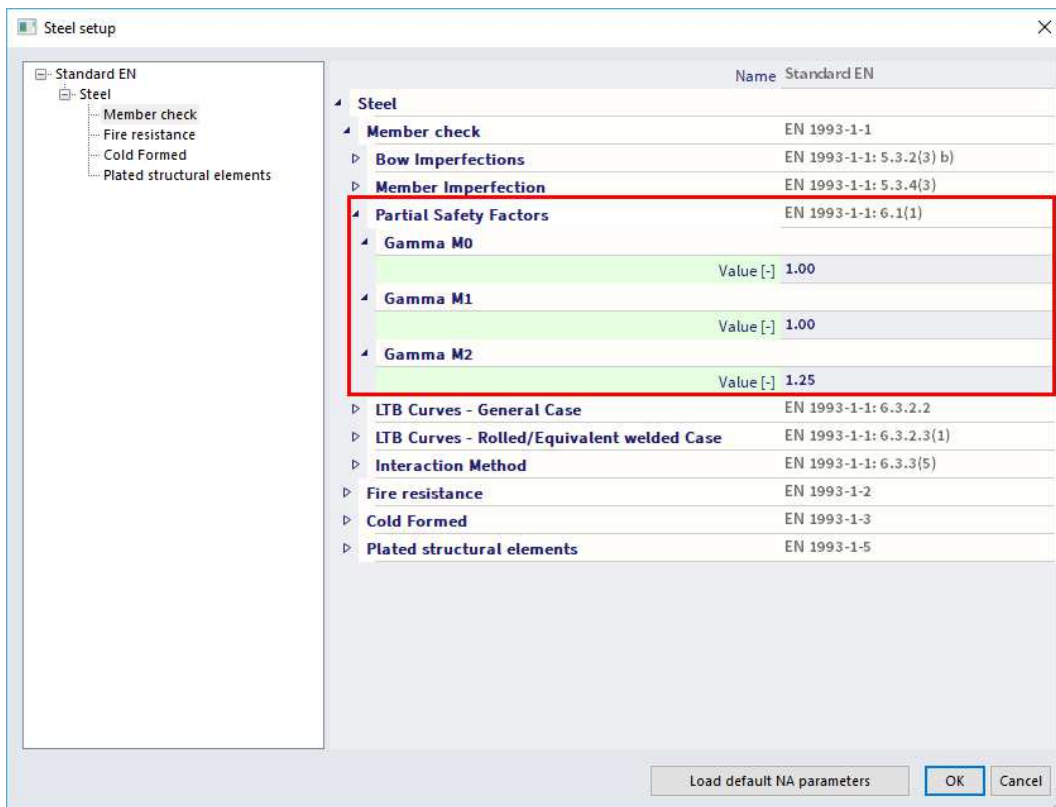 Steel setup
Standard EN
Steel
Member check
Fire resistance
Cold Formed
Plated structural elements
Name Standard EN
Steel
Member check EN 1993-1-1
Bow Imperfections EN 1993-1-1: 5.3.2(3) b)
Member Imperfection EN 1993-1-1: 5.3.4(3)
Partial Safety Factors EN 1993-1-1: 6.1(1)
Gamma M0
Value [-] 1.00
Gamma M1
Value [-] 1.00
Gamma M2
Value [-] 1.25
LTB Curves - General Case EN 1993-1-1: 6.3.2.2
LTB Curves - Rolled/Equivalent welded Case EN 1993-1-1: 6.3.2.3(1)
Interaction Method EN 1993-1-1: 6.3.3(5)
Fire resistance EN 1993-1-2
Cold Formed EN 1993-1-3
Plated structural elements EN 1993-1-5
Load default NA parameters OK Cancel